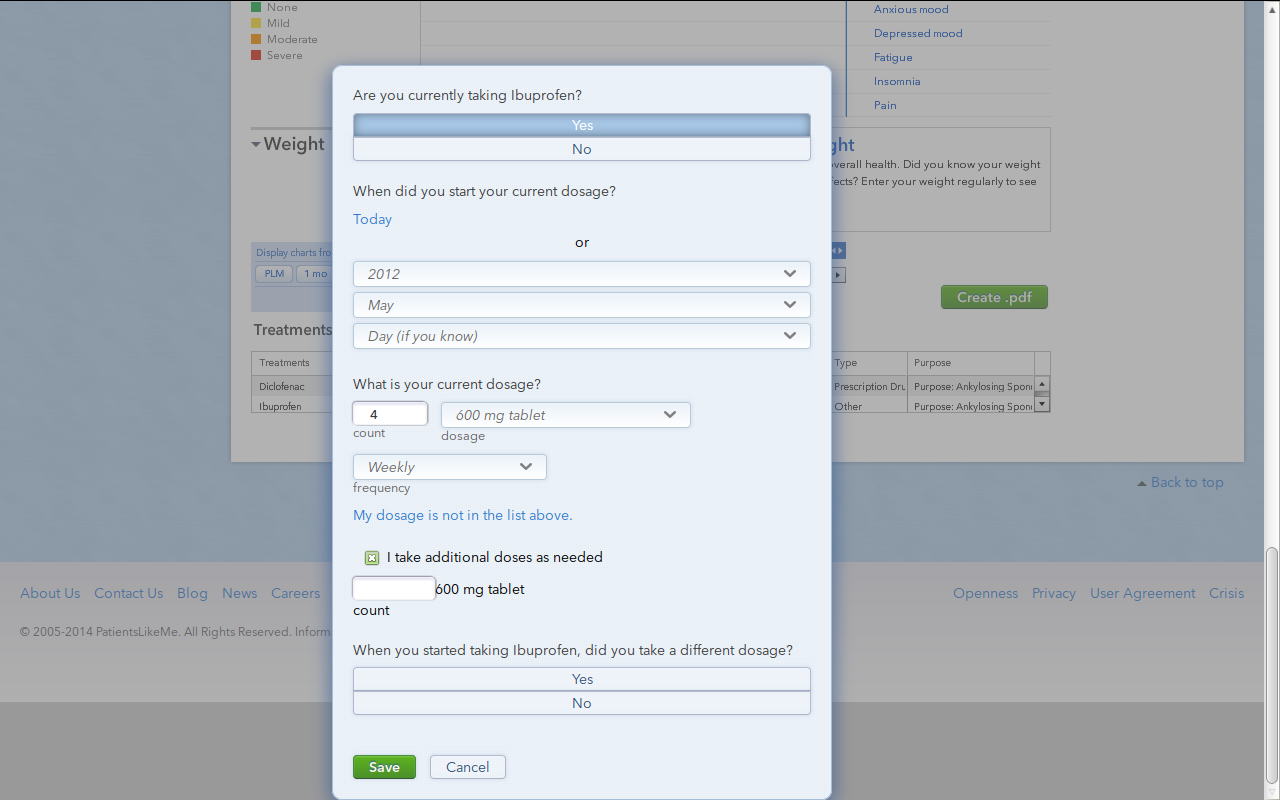 None
Mild
Moderate
Severe
Anxious mood
Depressed mood
Fatigue
Insomnia
Pain
Weight
ght
verall health. Did you know your weight
fects? Enter your weight regularly to see
Display charts fro
PLM 1 mo
Create .pdf
Treatments
Treatments Type Purpose
Diclofenac Prescription Dru Purpose: Ankylosing Spon
Ibuprofen Other Purpose: Ankylosing Spon
Back to top
Are you currently taking Ibuprofen?
Yes
No
When did you start your current dosage?
Today
or
2012
May
Day (if you know)
What is your current dosage?
4 600 mg tablet
count dosage
Weekly
frequency
My dosage is not in the list above.
I take additional doses as needed
600 mg tablet
count
When you started taking Ibuprofen, did you take a different dosage?
Yes
No
Save Cancel
About Us Contact Us Blog News Careers Openness Privacy User Agreement Crisis
© 2005-2014 PatientsLikeMe. All Rights Reserved. Inform